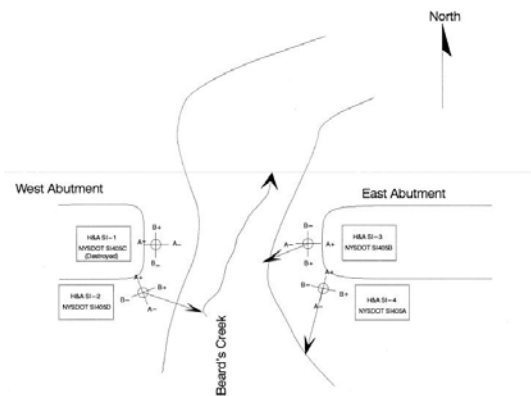 North
West Abutment
East Abutment
H&A SI-1
NYSDOT SI405C
(Destroyed)
B+
A+
A-
B-
H&A SI-2
NYSDOT SI405D
A+
B-
B+
A-
H&A SI-3
NYSDOT SI405B
B-
A-
A+
B+
H&A SI-4
NYSDOT SI405A
A+
B-
B+
A-
Beard's Creek